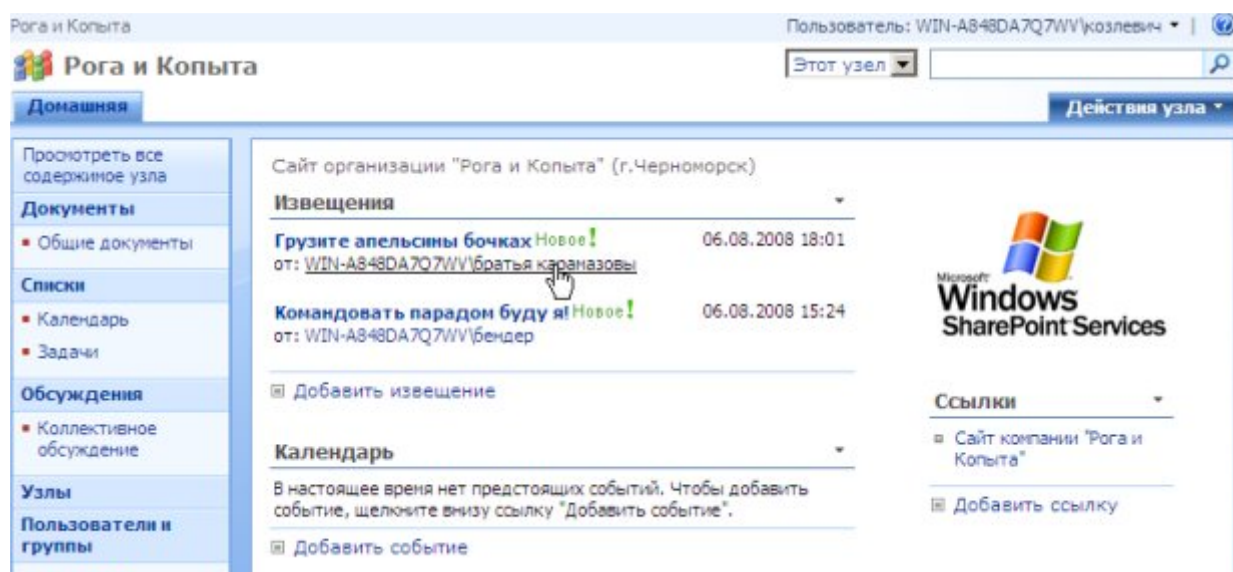 Рога и Копыта
Пользователь: WIN-A848DA7Q7WV\козлевич
Рога и Копыта
Этот узел
Домашняя
Действия узла
Просмотреть все
содержимое узла
Документы
Общие документы
Списки
Календарь
Задачи
Обсуждения
Коллективное
обсуждение
Узлы
Пользователи и
группы
Сайт организации "Рога и Копыта" (г.Черноморск)
Извещения
Грузите апельсины бочках Новое! 06.08.2008 18:01
от: WIN-A848DA7Q7WV\братья карамазовы
Командовать парадом буду я! Новое! 06.08.2008 15:24
от: WIN-A848DA7Q7WV\бендер
Добавить извещение
Календарь
В настоящее время нет предстоящих событий. Чтобы добавить
событие, щелкните внизу ссылку "Добавить событие".
Добавить событие
Microsoft
Windows
SharePoint Services
Ссылки
Сайт компании "Рога и
Копыта"
Добавить ссылку